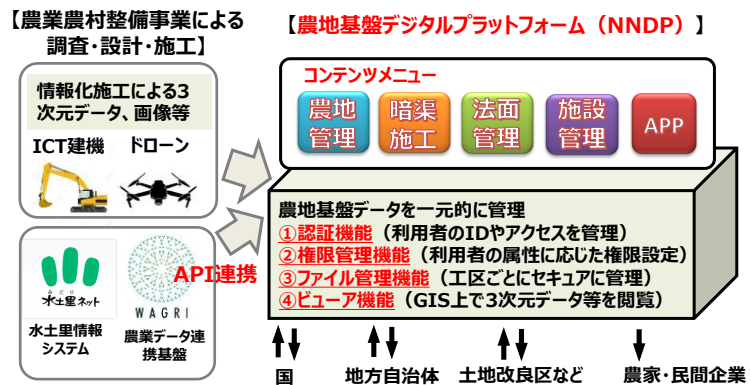 【農業農村整備事業による
調査・設計・施工】
情報化施工による3
次元データ、画像等
ICT建機 ドローン
みどり
水土里ネット
WAGRI
水土里情報
システム
農業データ連
携基盤
API連携
【農地基盤デジタルプラットフォーム（NNDP）】
コンテンツメニュー
農地
管理
暗渠
施工
法面
管理
施設
管理
APP
農地基盤データを一元的に管理
①認証機能（利用者のIDやアクセスを管理）
②権限管理機能（利用者の属性に応じた権限設定）
③ファイル管理機能（工区ごとにセキュアに管理）
④ビューア機能（GIS上で3次元データ等を閲覧）
国 地方自治体 土地改良区など 農家・民間企業